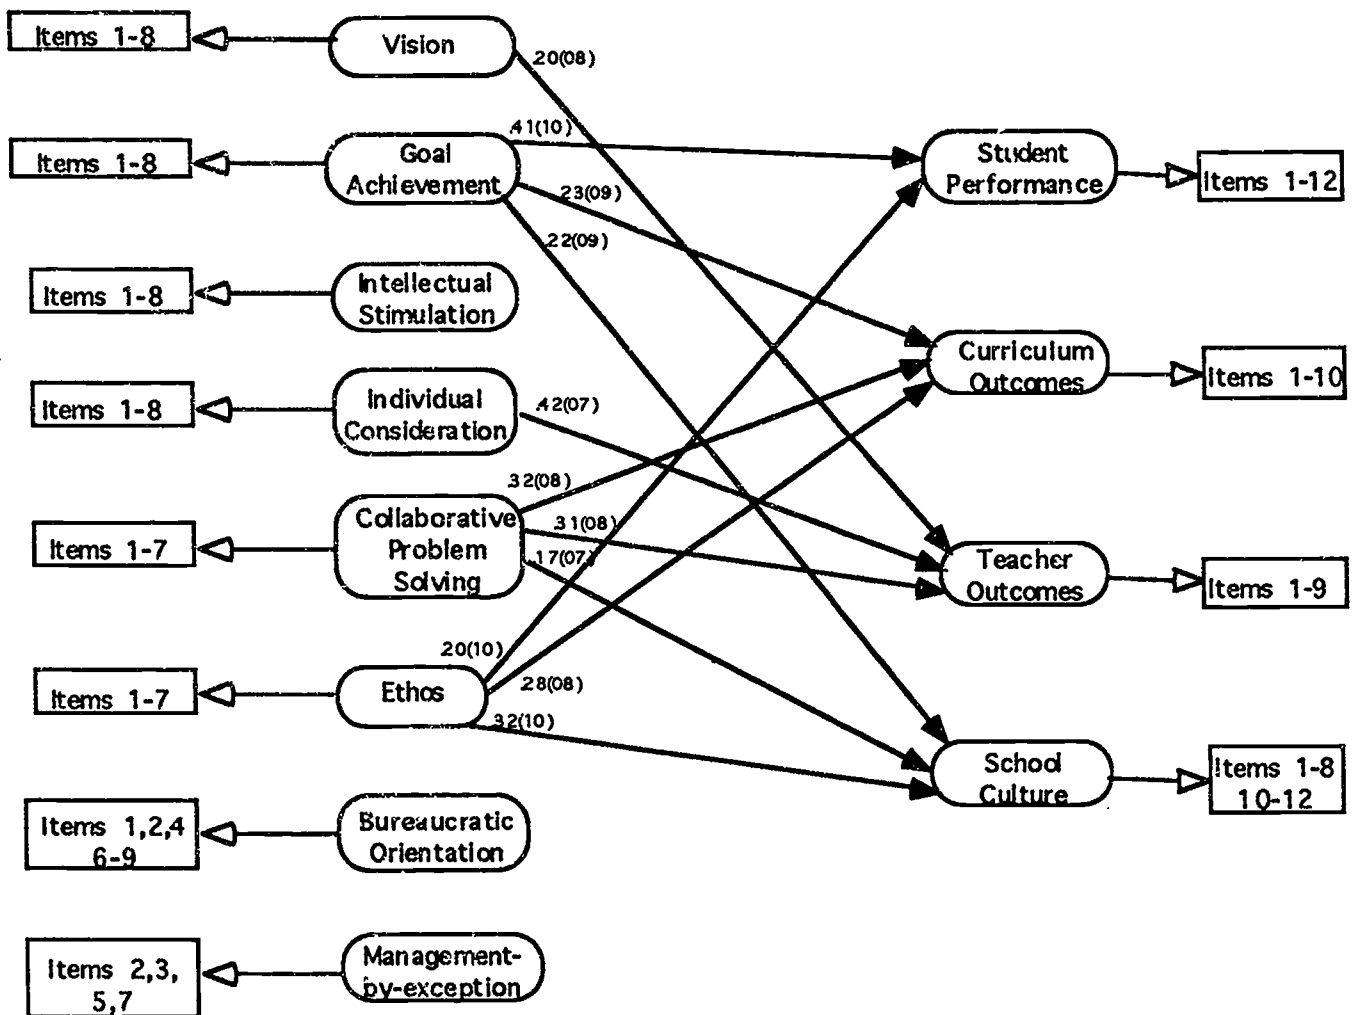 Items 1-8
Vision
.20(08)
.41(10)
Items 1-8
Goal
Achievement
.23(09)
.22(09)
Student
Performance
Items 1-12
Items 1-8
Intellectual
Stimulation
Curriculum
Outcomes
Items 1-10
Items 1-8
Individual
Consideration
.42(07)
.32(08)
Items 1-7
Collaborative
Problem
Solving
.31(08)
.17(07)
Teacher
Outcomes
Items 1-9
.20(10)
Items 1-7
Ethos
.28(08)
.32(10)
School
Culture
Items 1-8
10-12
Items 1,2,4
6-9
Bureaucratic
Orientation
Items 2,3,
5,7
Management-
by-exception